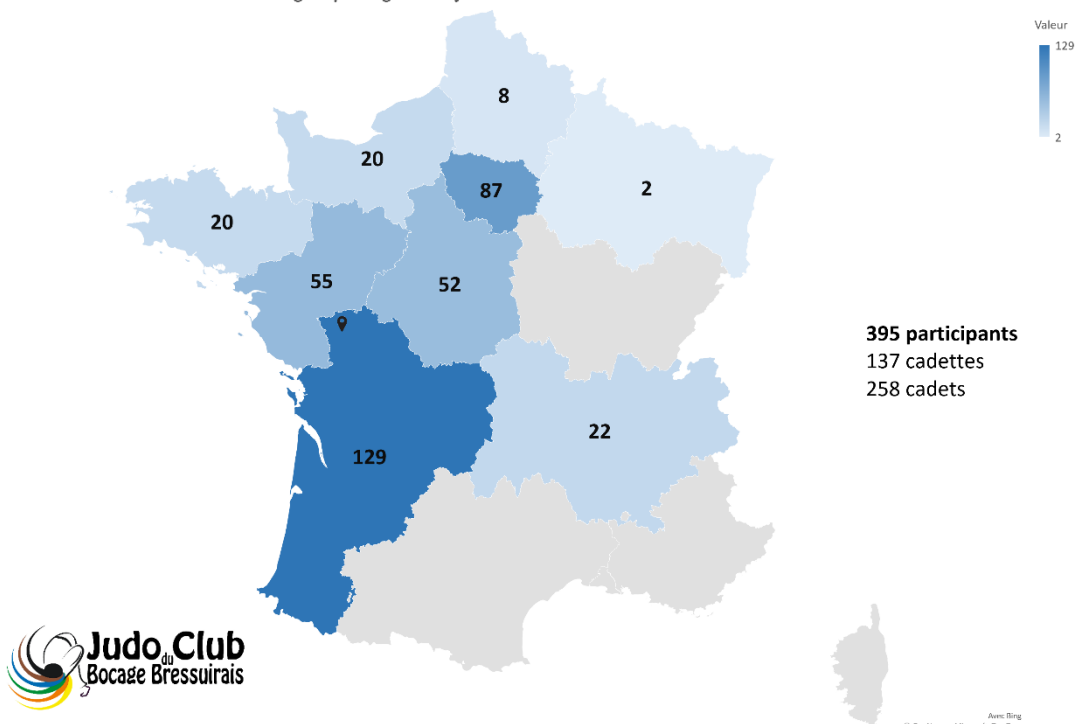 Valeur
129
2
8
20
87
2
20
55
52
129
22
395 participants
137 cadettes
258 cadets
Judo Club
du
Bocage Bressuirais
Avec Bing